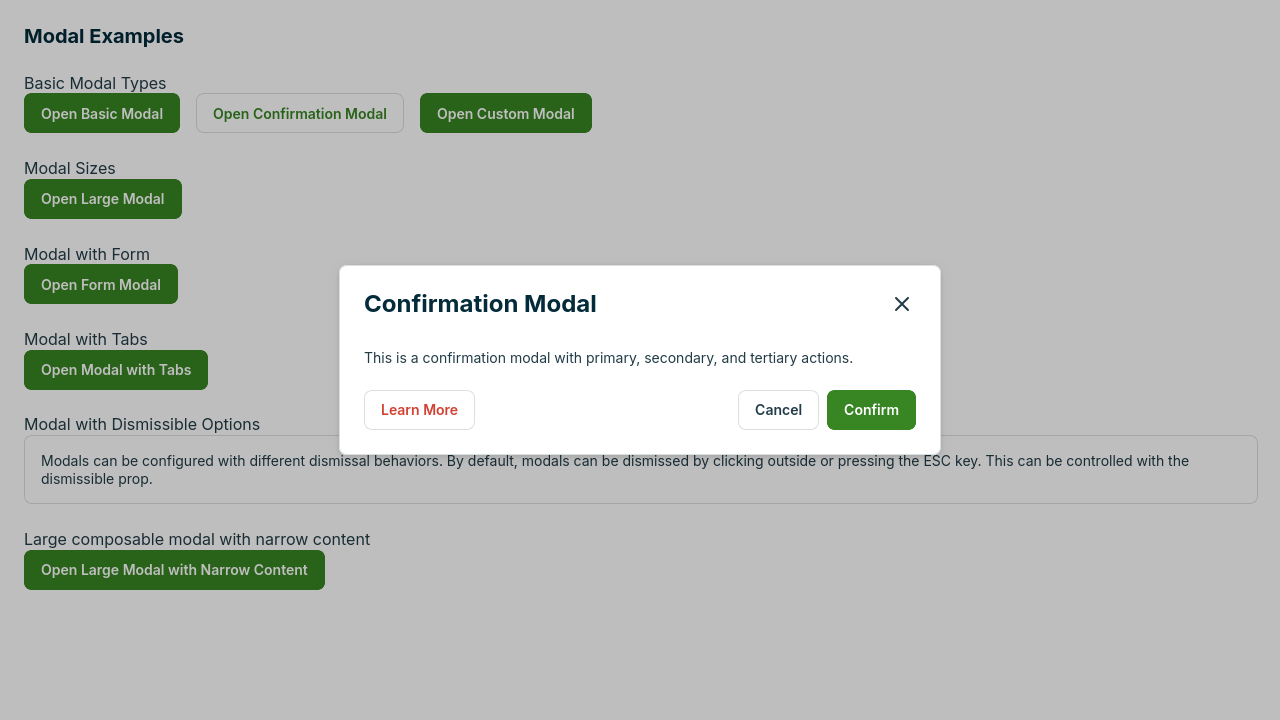 Modal Examples
Basic Modal Types
Open Basic Modal
Open Confirmation Modal
Open Custom Modal
Modal Sizes
Open Large Modal
Modal with Form
Open Form Modal
Modal with Tabs
Open Modal with Tabs
Confirmation Modal
This is a confirmation modal with primary, secondary, and tertiary actions.
Learn More
Cancel
Confirm
Modal with Dismissible Options
Modals can be configured with different dismissal behaviors. By default, modals can be dismissed by clicking outside or pressing the ESC key. This can be controlled with the
dismissible prop.
Large composable modal with narrow content
Open Large Modal with Narrow Content